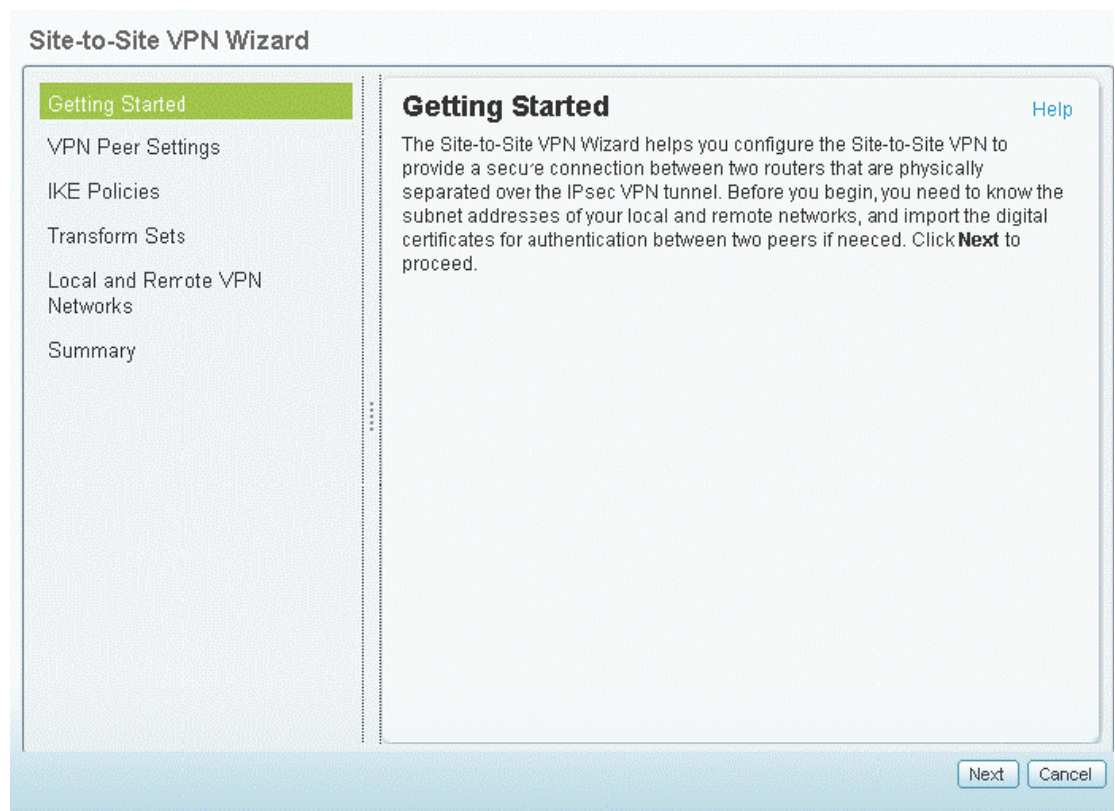 Site-to-Site VPN Wizard
Getting Started
VPN Peer Settings
IKE Policies
Transform Sets
Local and Remote VPN
Networks
Summary
Getting Started
Help
The Site-to-Site VPN Wizard helps you configure the Site-to-Site VPN to
provide a secure connection between two routers that are physically
separated over the IPsec VPN tunnel. Before you begin, you need to know the
subnet addresses of your local and remote networks, and import the digital
certificates for authentication between two peers if neeced. Click Next to
proceed.
Next
Cancel